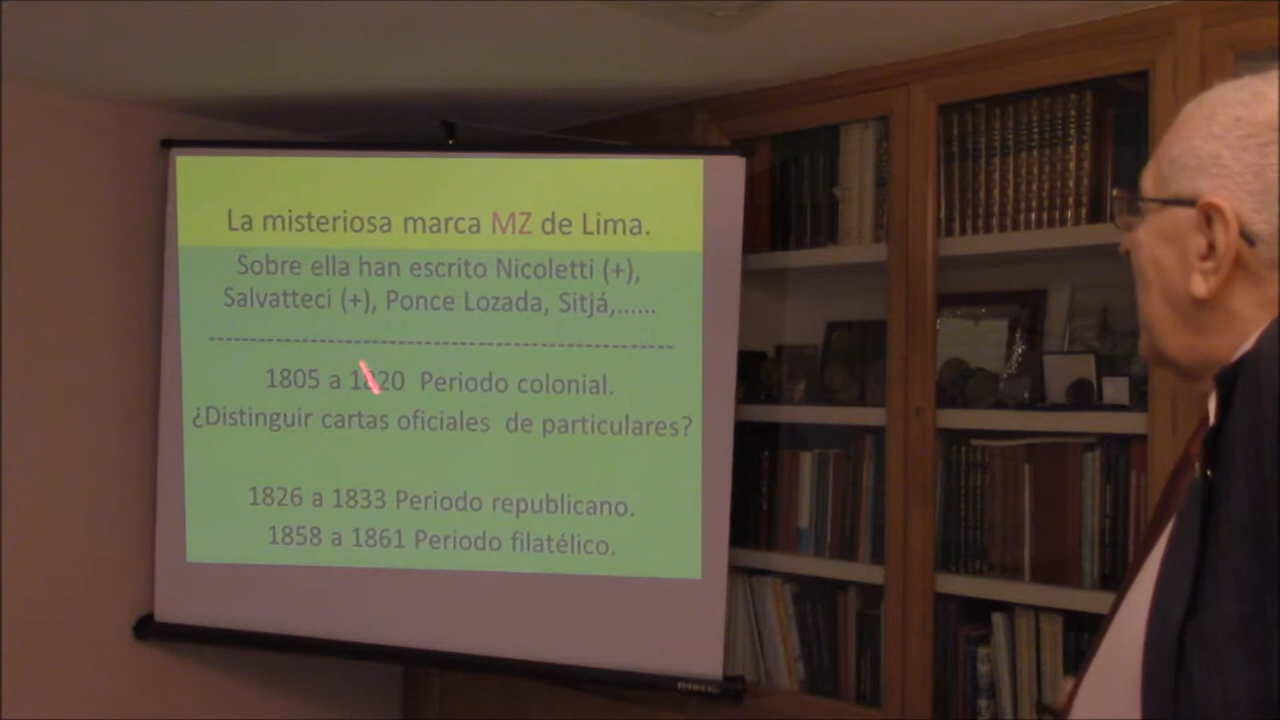 La misteriosa marca MZ de Lima.
Sobre ella han escrito Nicoletti (+),
Salvatteci (+), Ponce Lozada, Sitjá,......
--------------------------------------------------------
1805 a 1820 Periodo colonial.
¿Distinguir cartas oficiales de particulares?
1826 a 1833 Periodo republicano.
1858 a 1861 Periodo filatélico.